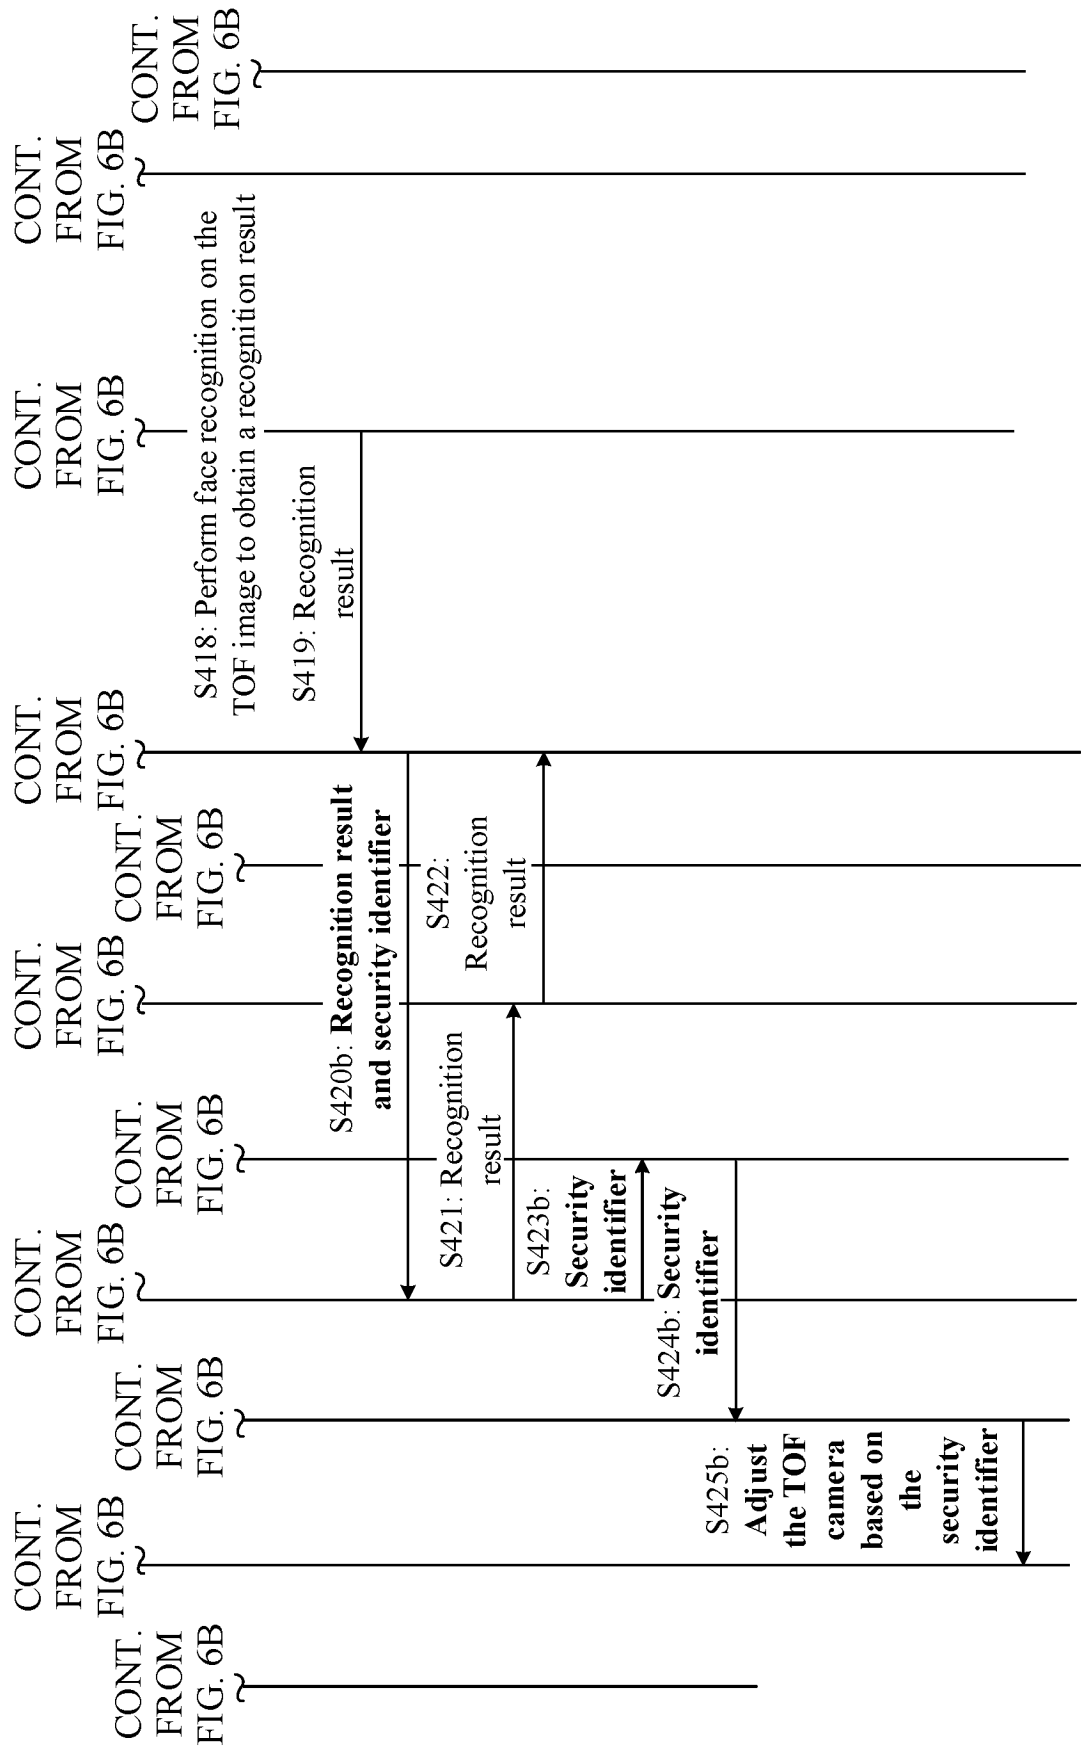 CONT.
FROM
FIG. 6B
CONT.
FROM
FIG. 6B
CONT.
FROM
FIG. 6B
CONT.
FROM
FIG. 6B
CONT.
FROM
FIG. 6B
CONT.
FROM
FIG. 6B
CONT.
FROM
FIG. 6B
CONT.
FROM
FIG. 6B
CONT.
FROM
FIG. 6B
CONT.
FROM
FIG. 6B
CONT.
FROM
FIG. 6B
S418: Perform face recognition on the
TOF image to obtain a recognition result
S419: Recognition
result
S420b: Recognition result
and security identifier
S421: Recognition
result
S422:
Recognition
result
S423b:
Security
identifier
S424b: Security
identifier
S425b:
Adjust
the TOF
camera
based on
the
security
identifier